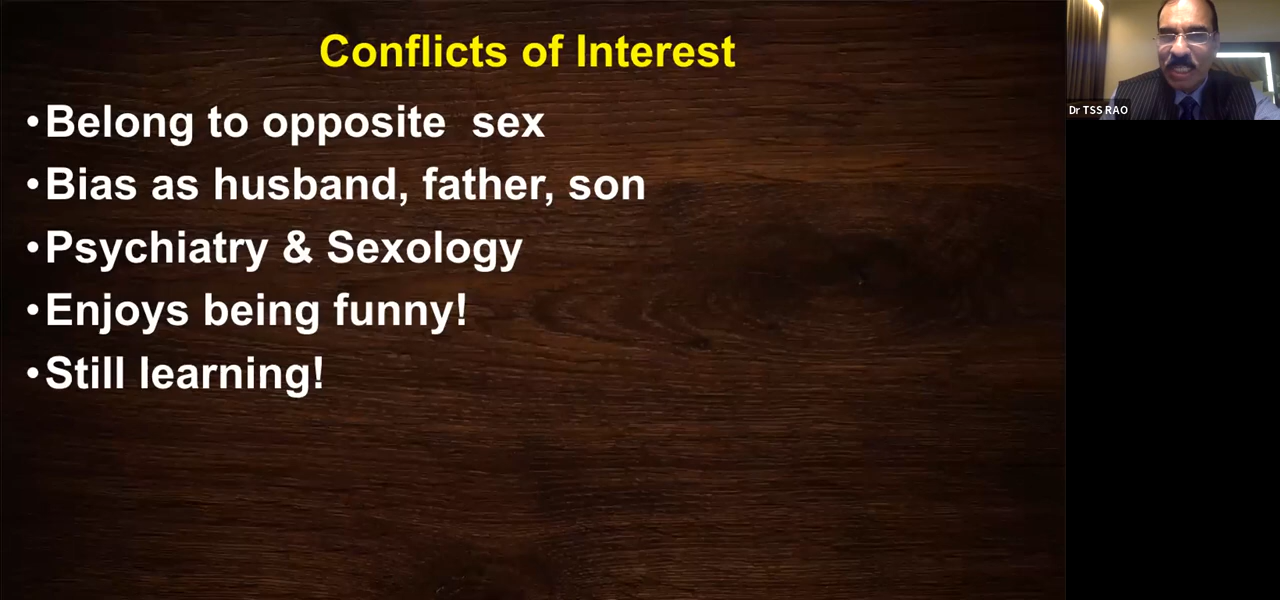 Conflicts of Interest
•Belong to opposite  sex
•Bias as husband, father, son
•Psychiatry & Sexology
•Enjoys being funny!
•Still learning!
Dr TSS RAO